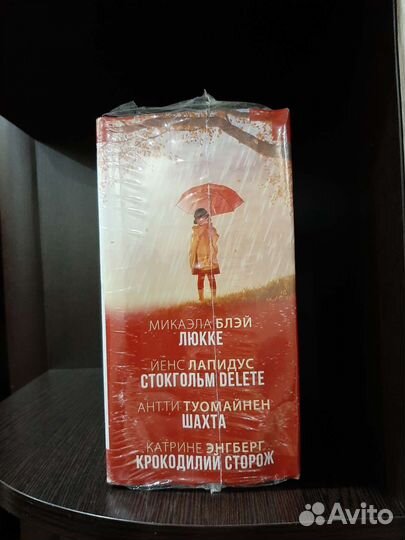 МИКАЭЛА БЛЭЙ
ЛЮККЕ
ЙЕНС ЛАПИДУС
СТОКГОЛЬМ DELETE
АНТТИ ТУОМАЙНЕН
ШАХТА
КАТРИНЕ ЭНГБЕРГ
КРОКОДИЛИЙ СТОРОЖ
Avito